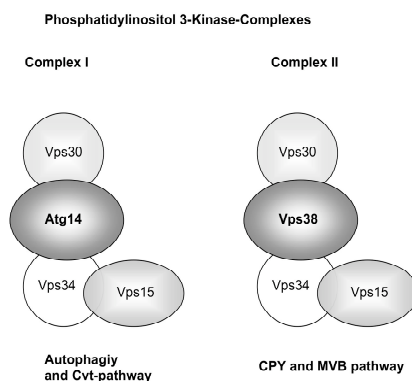 Phosphatidylinositol 3-Kinase-Complexes
Complex I
Complex II
Vps30
Vps30
Atg14
Vps38
Vps34
Vps15
Vps34
Vps15
Autophagiy
and Cvt-pathway
CPY and MVB pathway